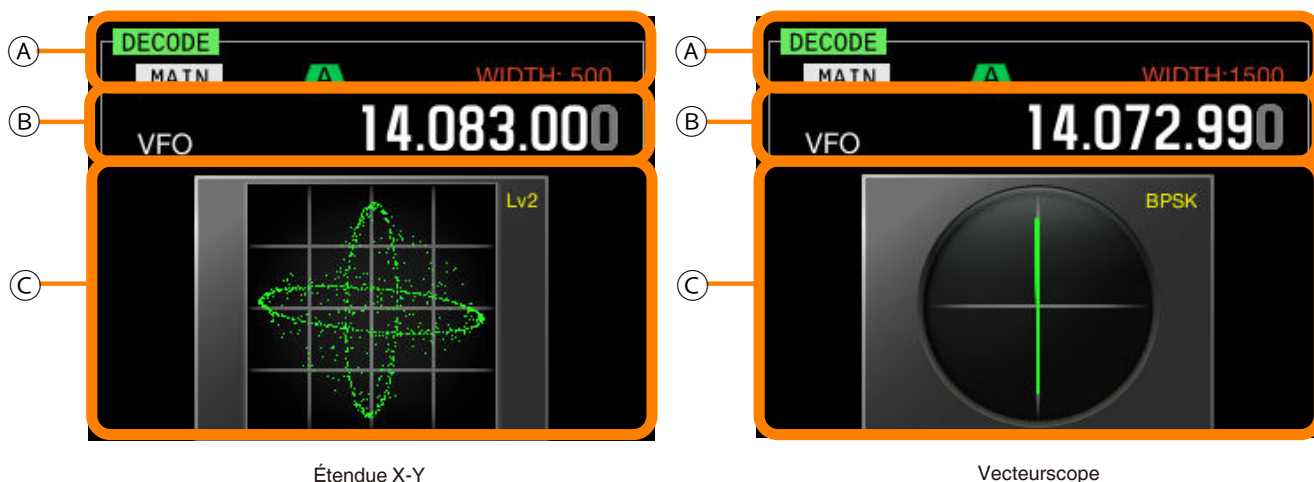 A
DECODE
MAIN A WIDTH: 500
B
VFO 14.083.000
C
Lv2
Étendue X-Y
A
DECODE
MAIN A WIDTH:1500
B
VFO 14.072.990
C
BPSK
Vecteurscope